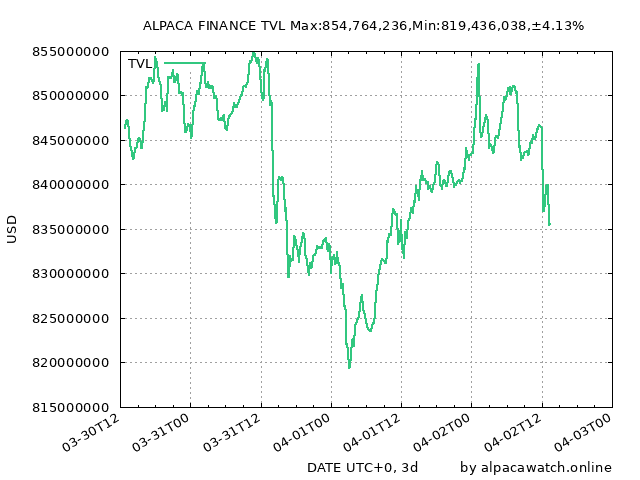 ALPACA FINANCE TVL Max:854,764,236,Min:819,436,038,±4.13%
855000000
TVL
850000000
845000000
840000000
835000000
USD
830000000
825000000
820000000
815000000
03-30T12
03-31T00
03-31T12
04-01T00
04-01T12
04-02T00
04-02T12
04-03T00
DATE UTC+0, 3d
by alpacawatch.online